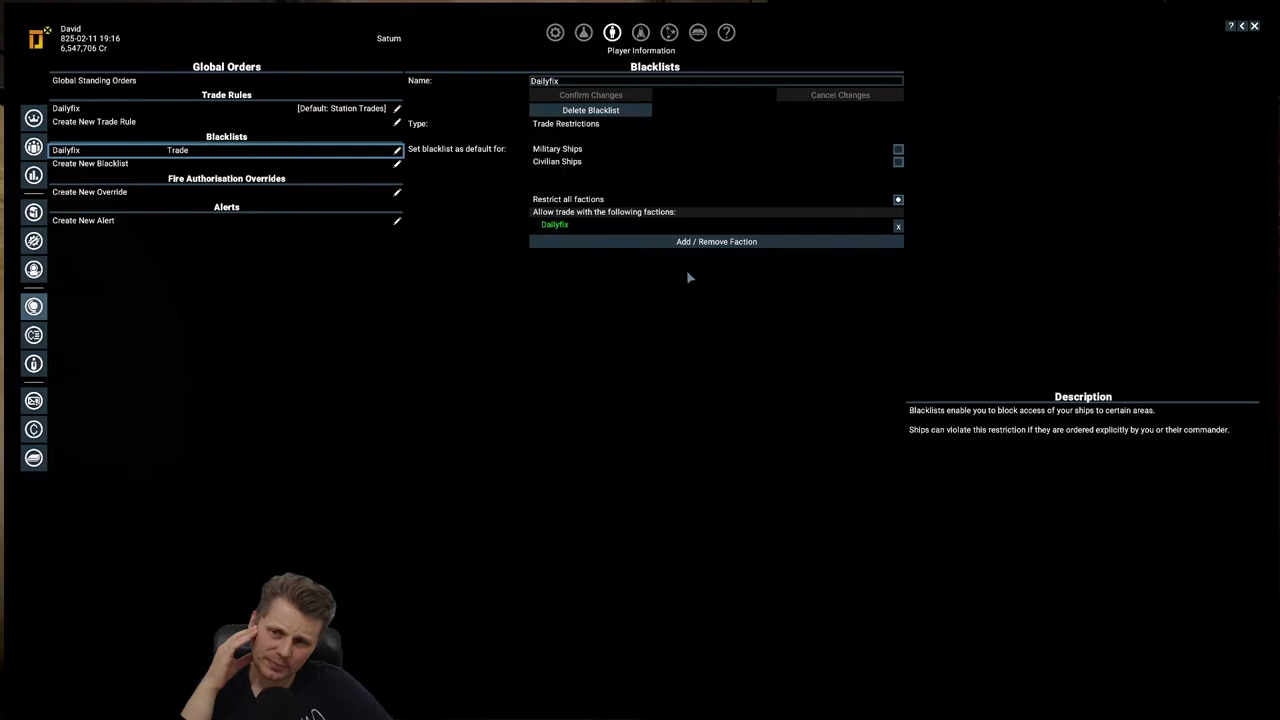 David
825-02-11 19:16
6,547,706 Cr
Saturn
Player Information
?
Global Orders
Global Standing Orders
Trade Rules
Dailyfix [Default: Station Trades]
Create New Trade Rule
Blacklists
Dailyfix Trade
Create New Blacklist
Fire Authorisation Overrides
Create New Override
Alerts
Create New Alert
Blacklists
Name: Dailyfix
Confirm Changes Cancel Changes
Delete Blacklist
Type: Trade Restrictions
Set blacklist as default for: Military Ships
Civilian Ships
Restrict all factions
Allow trade with the following factions:
Dailyfix x
Add / Remove Faction
Description
Blacklists enable you to block access of your ships to certain areas.
Ships can violate this restriction if they are ordered explicitly by you or their commander.